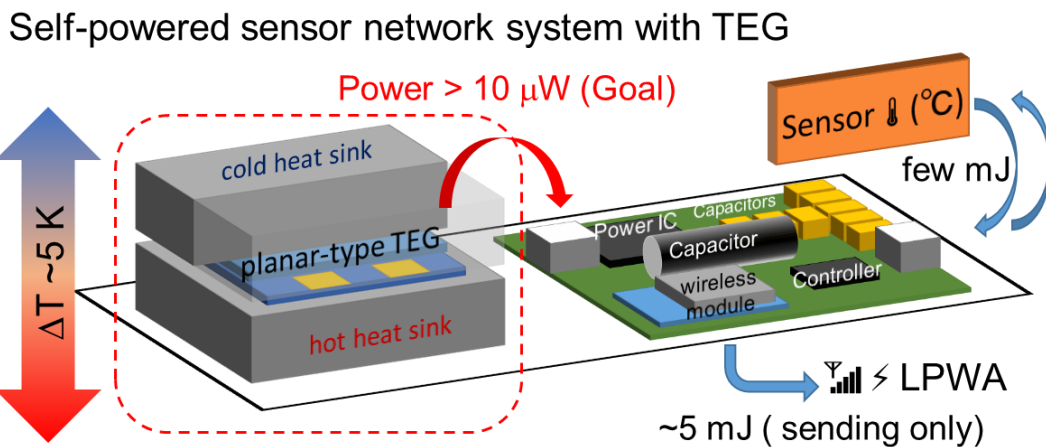 Self-powered sensor network system with TEG
Power > 10 μW (Goal)
ΔT ~5 K
cold heat sink
planar-type TEG
hot heat sink
Sensor 🌡 (℃)
few mJ
Power IC
Capacitors
Capacitor
wireless
module
Controller
LPWA
~5 mJ ( sending only)